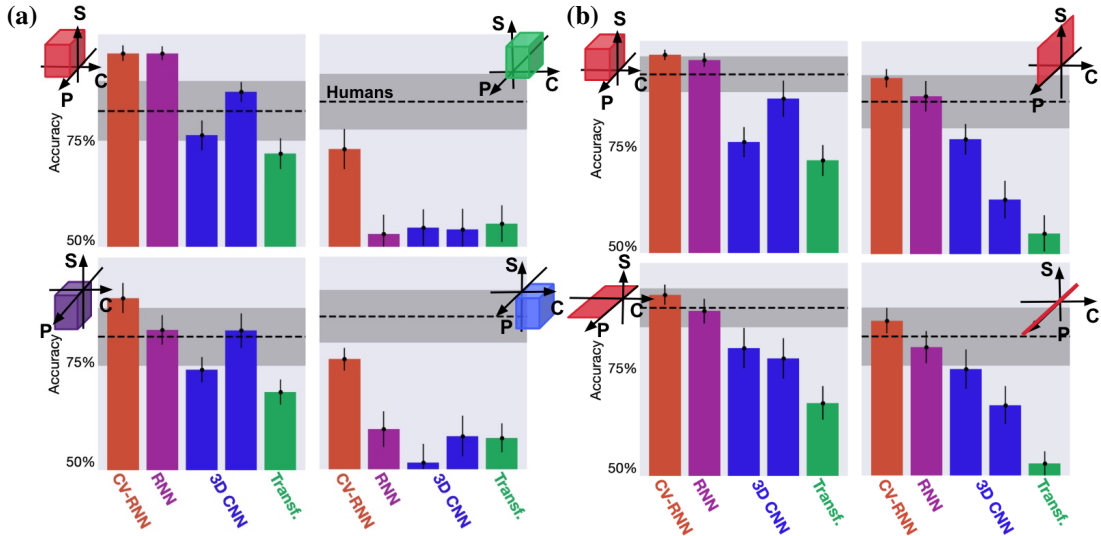 (a)
(b)
S
C
P
Accuracy
75%
50%
Humans
S
C
P
S
C
P
Accuracy
75%
50%
S
P
S
C
P
Accuracy
75%
50%
S
C
P
S
C
P
Accuracy
75%
50%
S
C
P
CV-RNN
RNN
3D CNN
Transf.
CV-RNN
RNN
3D CNN
Transf.
CV-RNN
RNN
3D CNN
Transf.
CV-RNN
RNN
3D CNN
Transf.